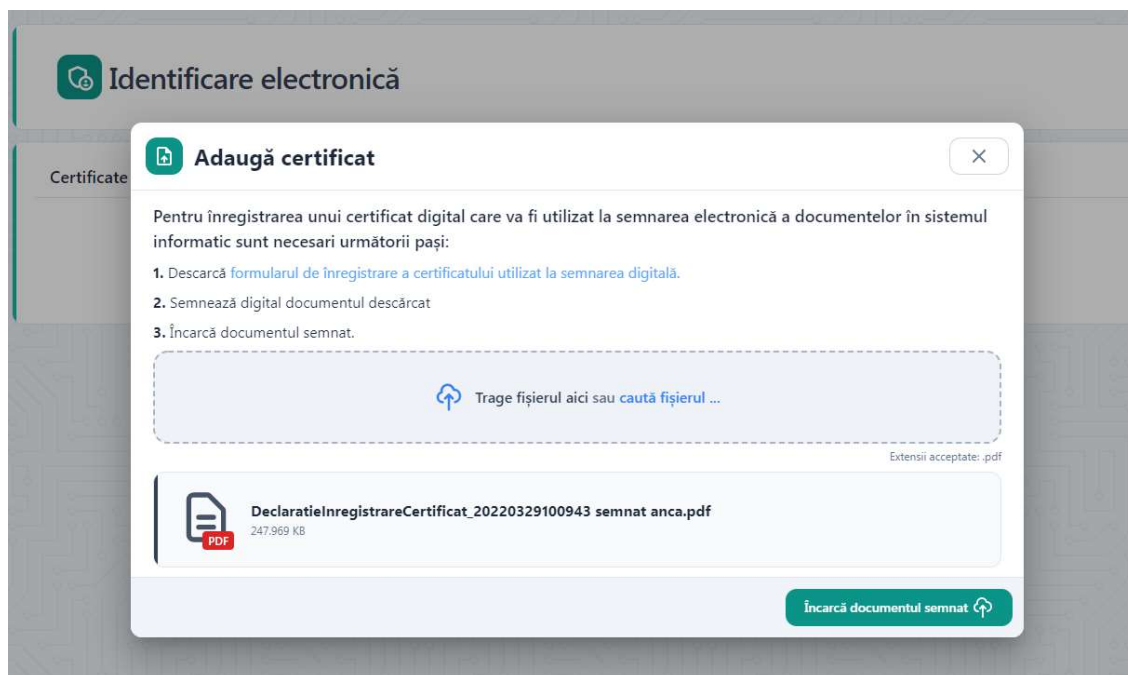 Identificare electronică
Certificate
Adaugă certificat
Pentru înregistrarea unui certificat digital care va fi utilizat la semnarea electronică a documentelor în sistemul
informatic sunt necesari următorii pași:
1. Descarcă formularul de înregistrare a certificatului utilizat la semnarea digitală.
2. Semnează digital documentul descărcat
3. Încarcă documentul semnat.
Trage fișierul aici sau caută fișierul ...
Extensii acceptate: .pdf
PDF
DeclaratieInregistrareCertificat_20220329100943 semnat anca.pdf
247.969 KB
Încarcă documentul semnat